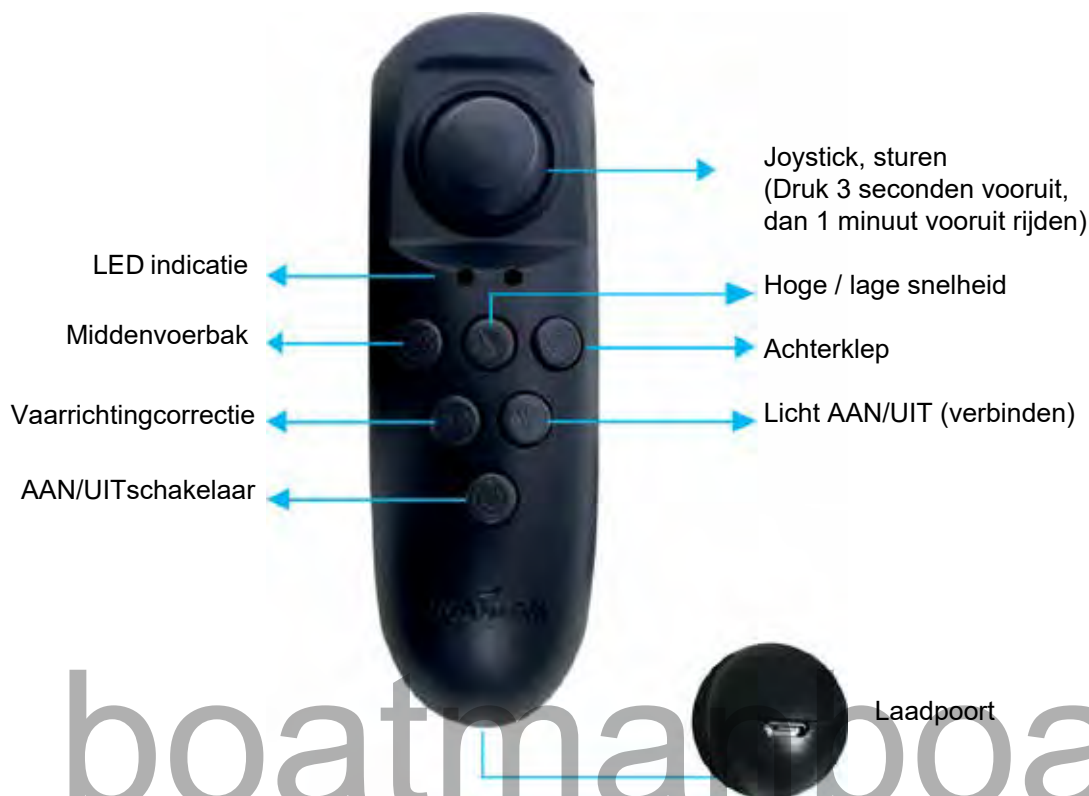 Joystick, sturen
(Druk 3 seconden vooruit,
dan 1 minuut vooruit rijden)
LED indicatie
Hoge / lage snelheid
Middenvoerbak
Achterklep
Vaarrichtingcorrectie
Licht AAN/UIT (verbinden)
AAN/UITschakelaar
Laadpoort
boatmanboa